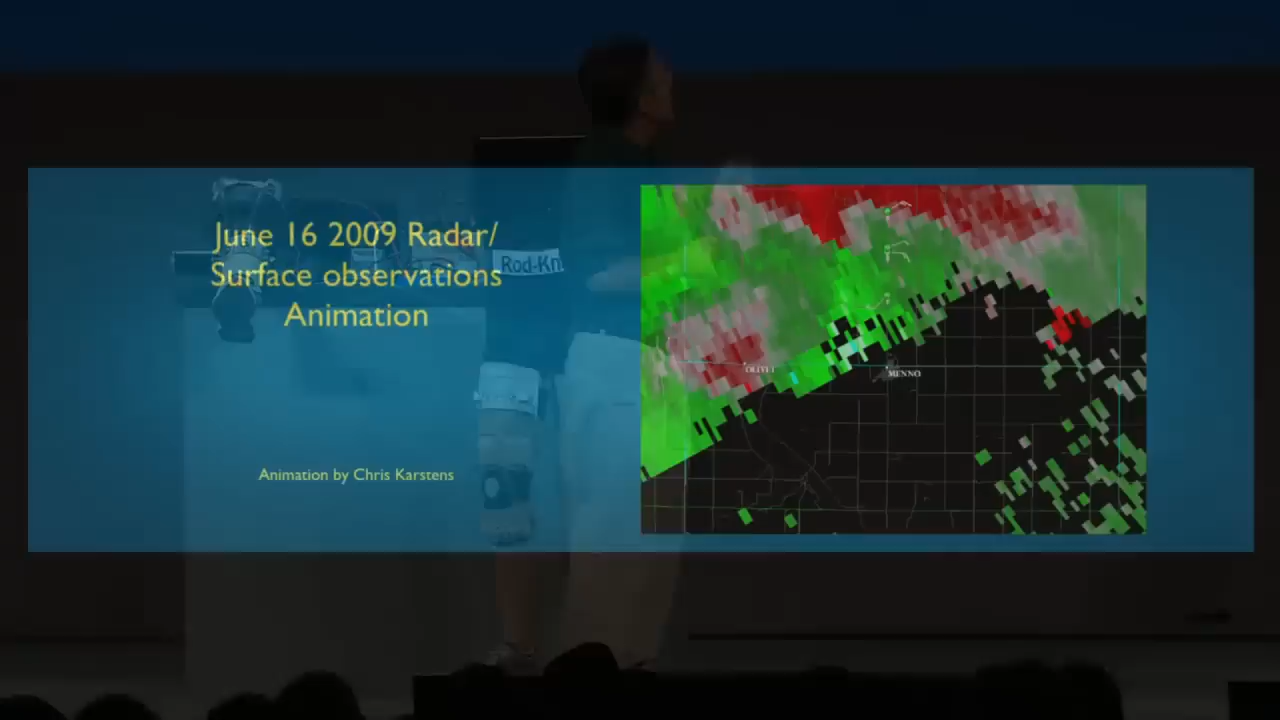 June 16 2009 Radar/
Surface observations
Animation
Animation by Chris Karstens
Rod-Kn
OLIVET
MENNO